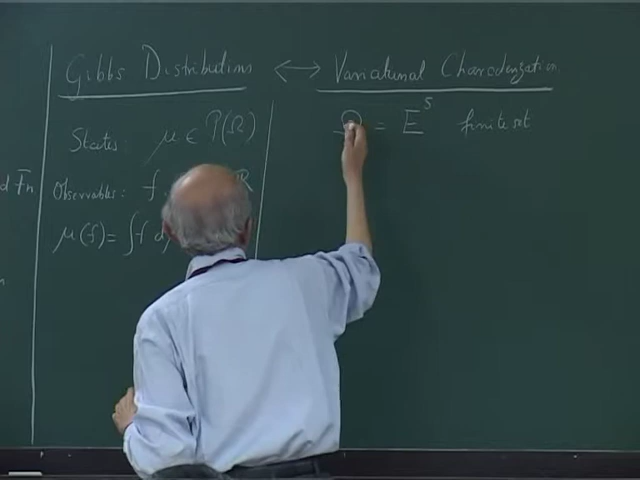 Gibbs Distributions ↔ Variational Characterization
States: μ ∈ P(Ω)
Observables: f
R
μ(f) = ∫f d
Ω = E^S finite set
d Fn
n